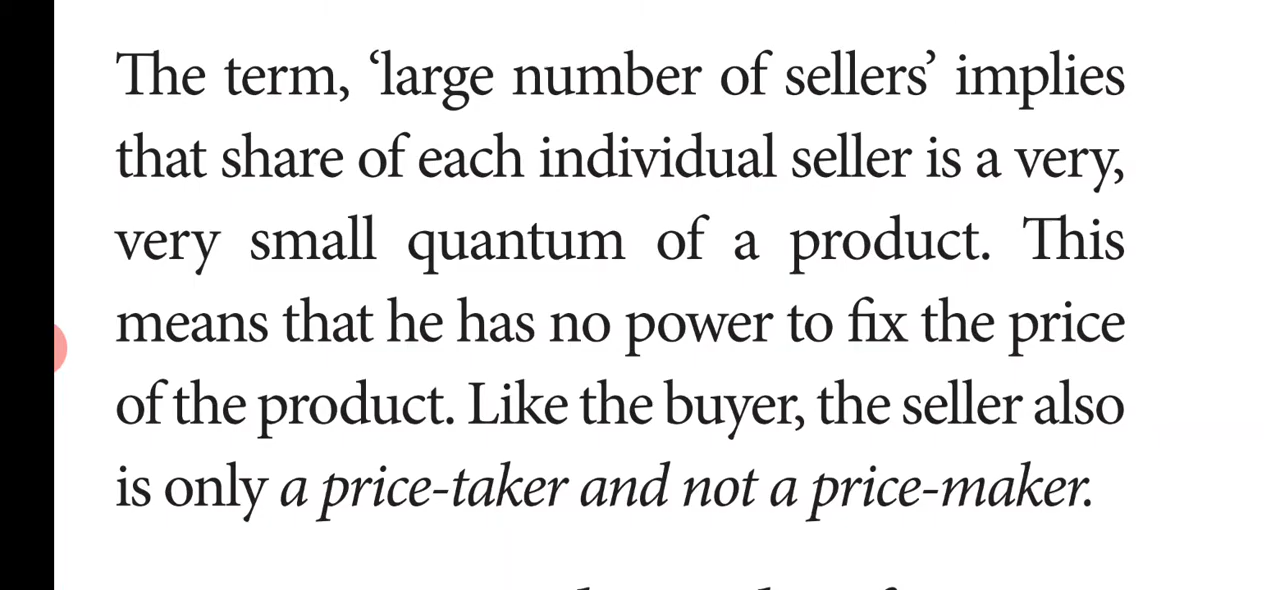 The term, ‘large number of sellers’ implies
that share of each individual seller is a very,
very small quantum of a product. This
means that he has no power to fix the price
of the product. Like the buyer, the seller also
is only a price-taker and not a price-maker.